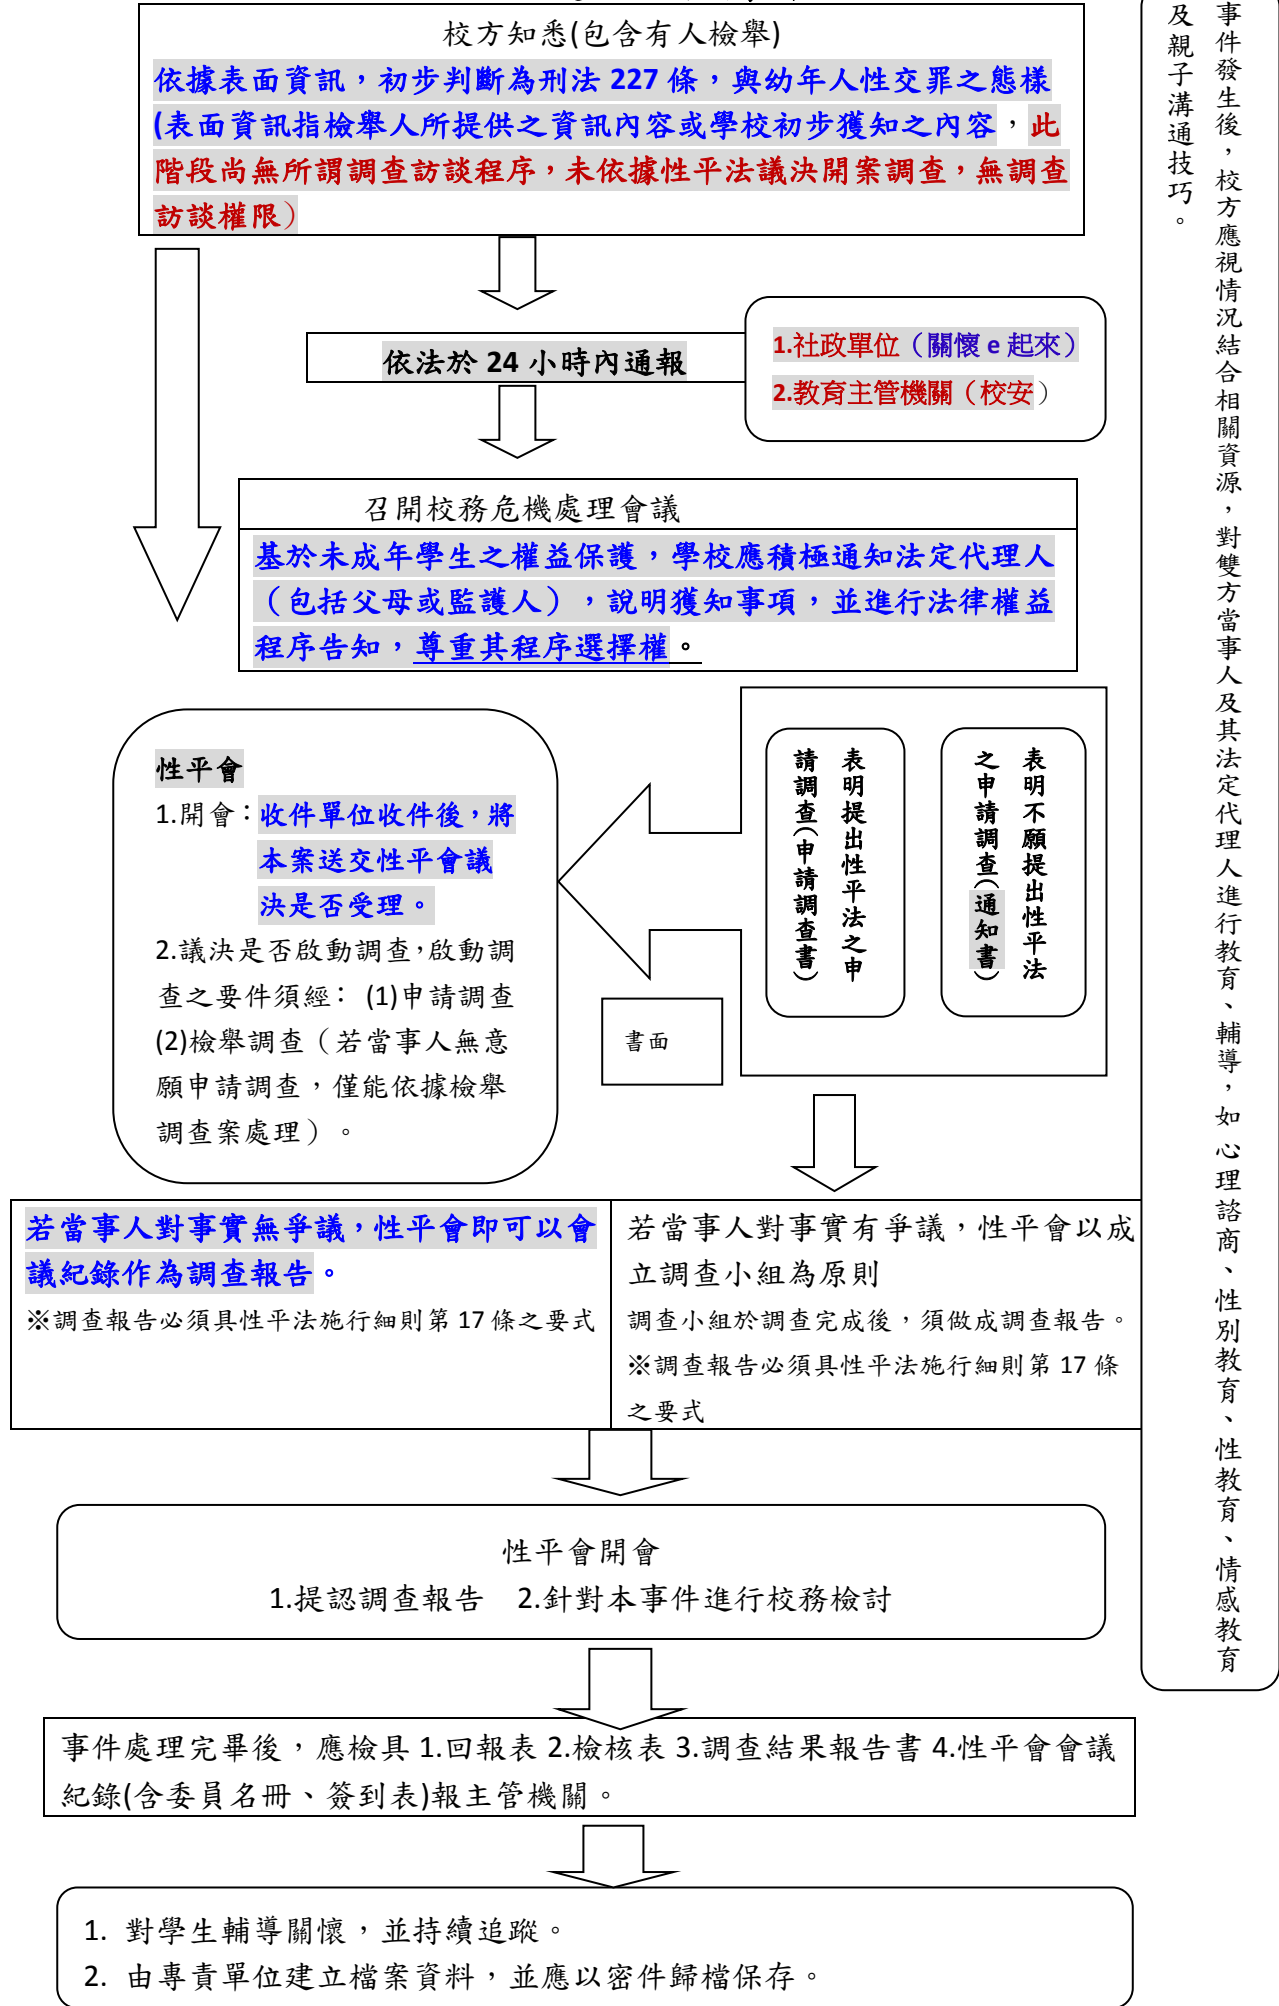 校方知悉(包含有人檢舉)
依據表面資訊，初步判斷為刑法 227 條，與幼年人性交罪之態樣
(表面資訊指檢舉人所提供之資訊內容或學校初步獲知之內容，此
階段尚無所謂調查訪談程序，未依據性平法議決開案調查，無調查
訪談權限）
依法於 24 小時內通報
1.社政單位（關懷 e 起來）
2.教育主管機關（校安）
召開校務危機處理會議
基於未成年學生之權益保護，學校應積極通知法定代理人
（包括父母或監護人），說明獲知事項，並進行法律權益
程序告知，尊重其程序選擇權。
表明不願提出性平法
之申請調查(通知書)
表明提出性平法之申
請調查(申請調查書)
書面
性平會
1.開會：收件單位收件後，將
本案送交性平會議
決是否受理。
2.議決是否啟動調查，啟動調
查之要件須經： (1)申請調查
(2)檢舉調查（若當事人無意
願申請調查，僅能依據檢舉
調查案處理）。
若當事人對事實無爭議，性平會即可以會
議紀錄作為調查報告。
※調查報告必須具性平法施行細則第 17 條之要式
若當事人對事實有爭議，性平會以成
立調查小組為原則
調查小組於調查完成後，須做成調查報告。
※調查報告必須具性平法施行細則第 17 條
之要式
性平會開會
1.提認調查報告 2.針對本事件進行校務檢討
事件處理完畢後，應檢具 1.回報表 2.檢核表 3.調查結果報告書 4.性平會會議
紀錄(含委員名冊、簽到表)報主管機關。
1. 對學生輔導關懷，並持續追蹤。
2. 由專責單位建立檔案資料，並應以密件歸檔保存。
事件發生後，校方應視情況結合相關資源，對雙方當事人及其法定代理人進行教育、輔導，如心理諮商、性別教育、性教育、情感教育
及親子溝通技巧。